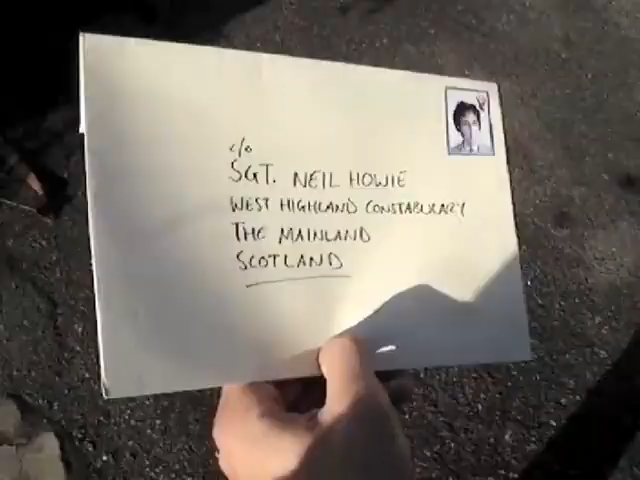 c/o
SGT. NEIL HOWIE
WEST HIGHLAND CONSTABULARY
THE MAINLAND
SCOTLAND